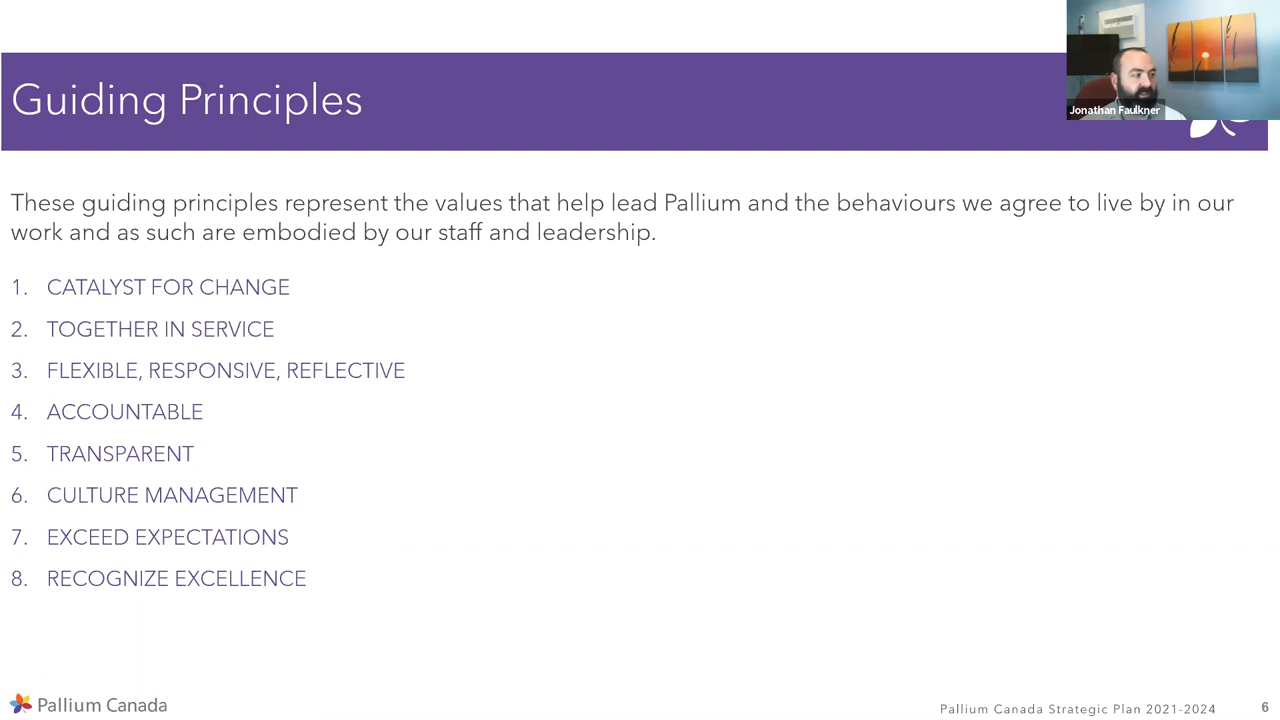 Guiding Principles
Jonathan Faulkner
These guiding principles represent the values that help lead Pallium and the behaviours we agree to live by in our
work and as such are embodied by our staff and leadership.
1. CATALYST FOR CHANGE
2. TOGETHER IN SERVICE
3. FLEXIBLE, RESPONSIVE, REFLECTIVE
4. ACCOUNTABLE
5. TRANSPARENT
6. CULTURE MANAGEMENT
7. EXCEED EXPECTATIONS
8. RECOGNIZE EXCELLENCE
Pallium Canada
Pallium Canada Strategic Plan 2021-2024 6